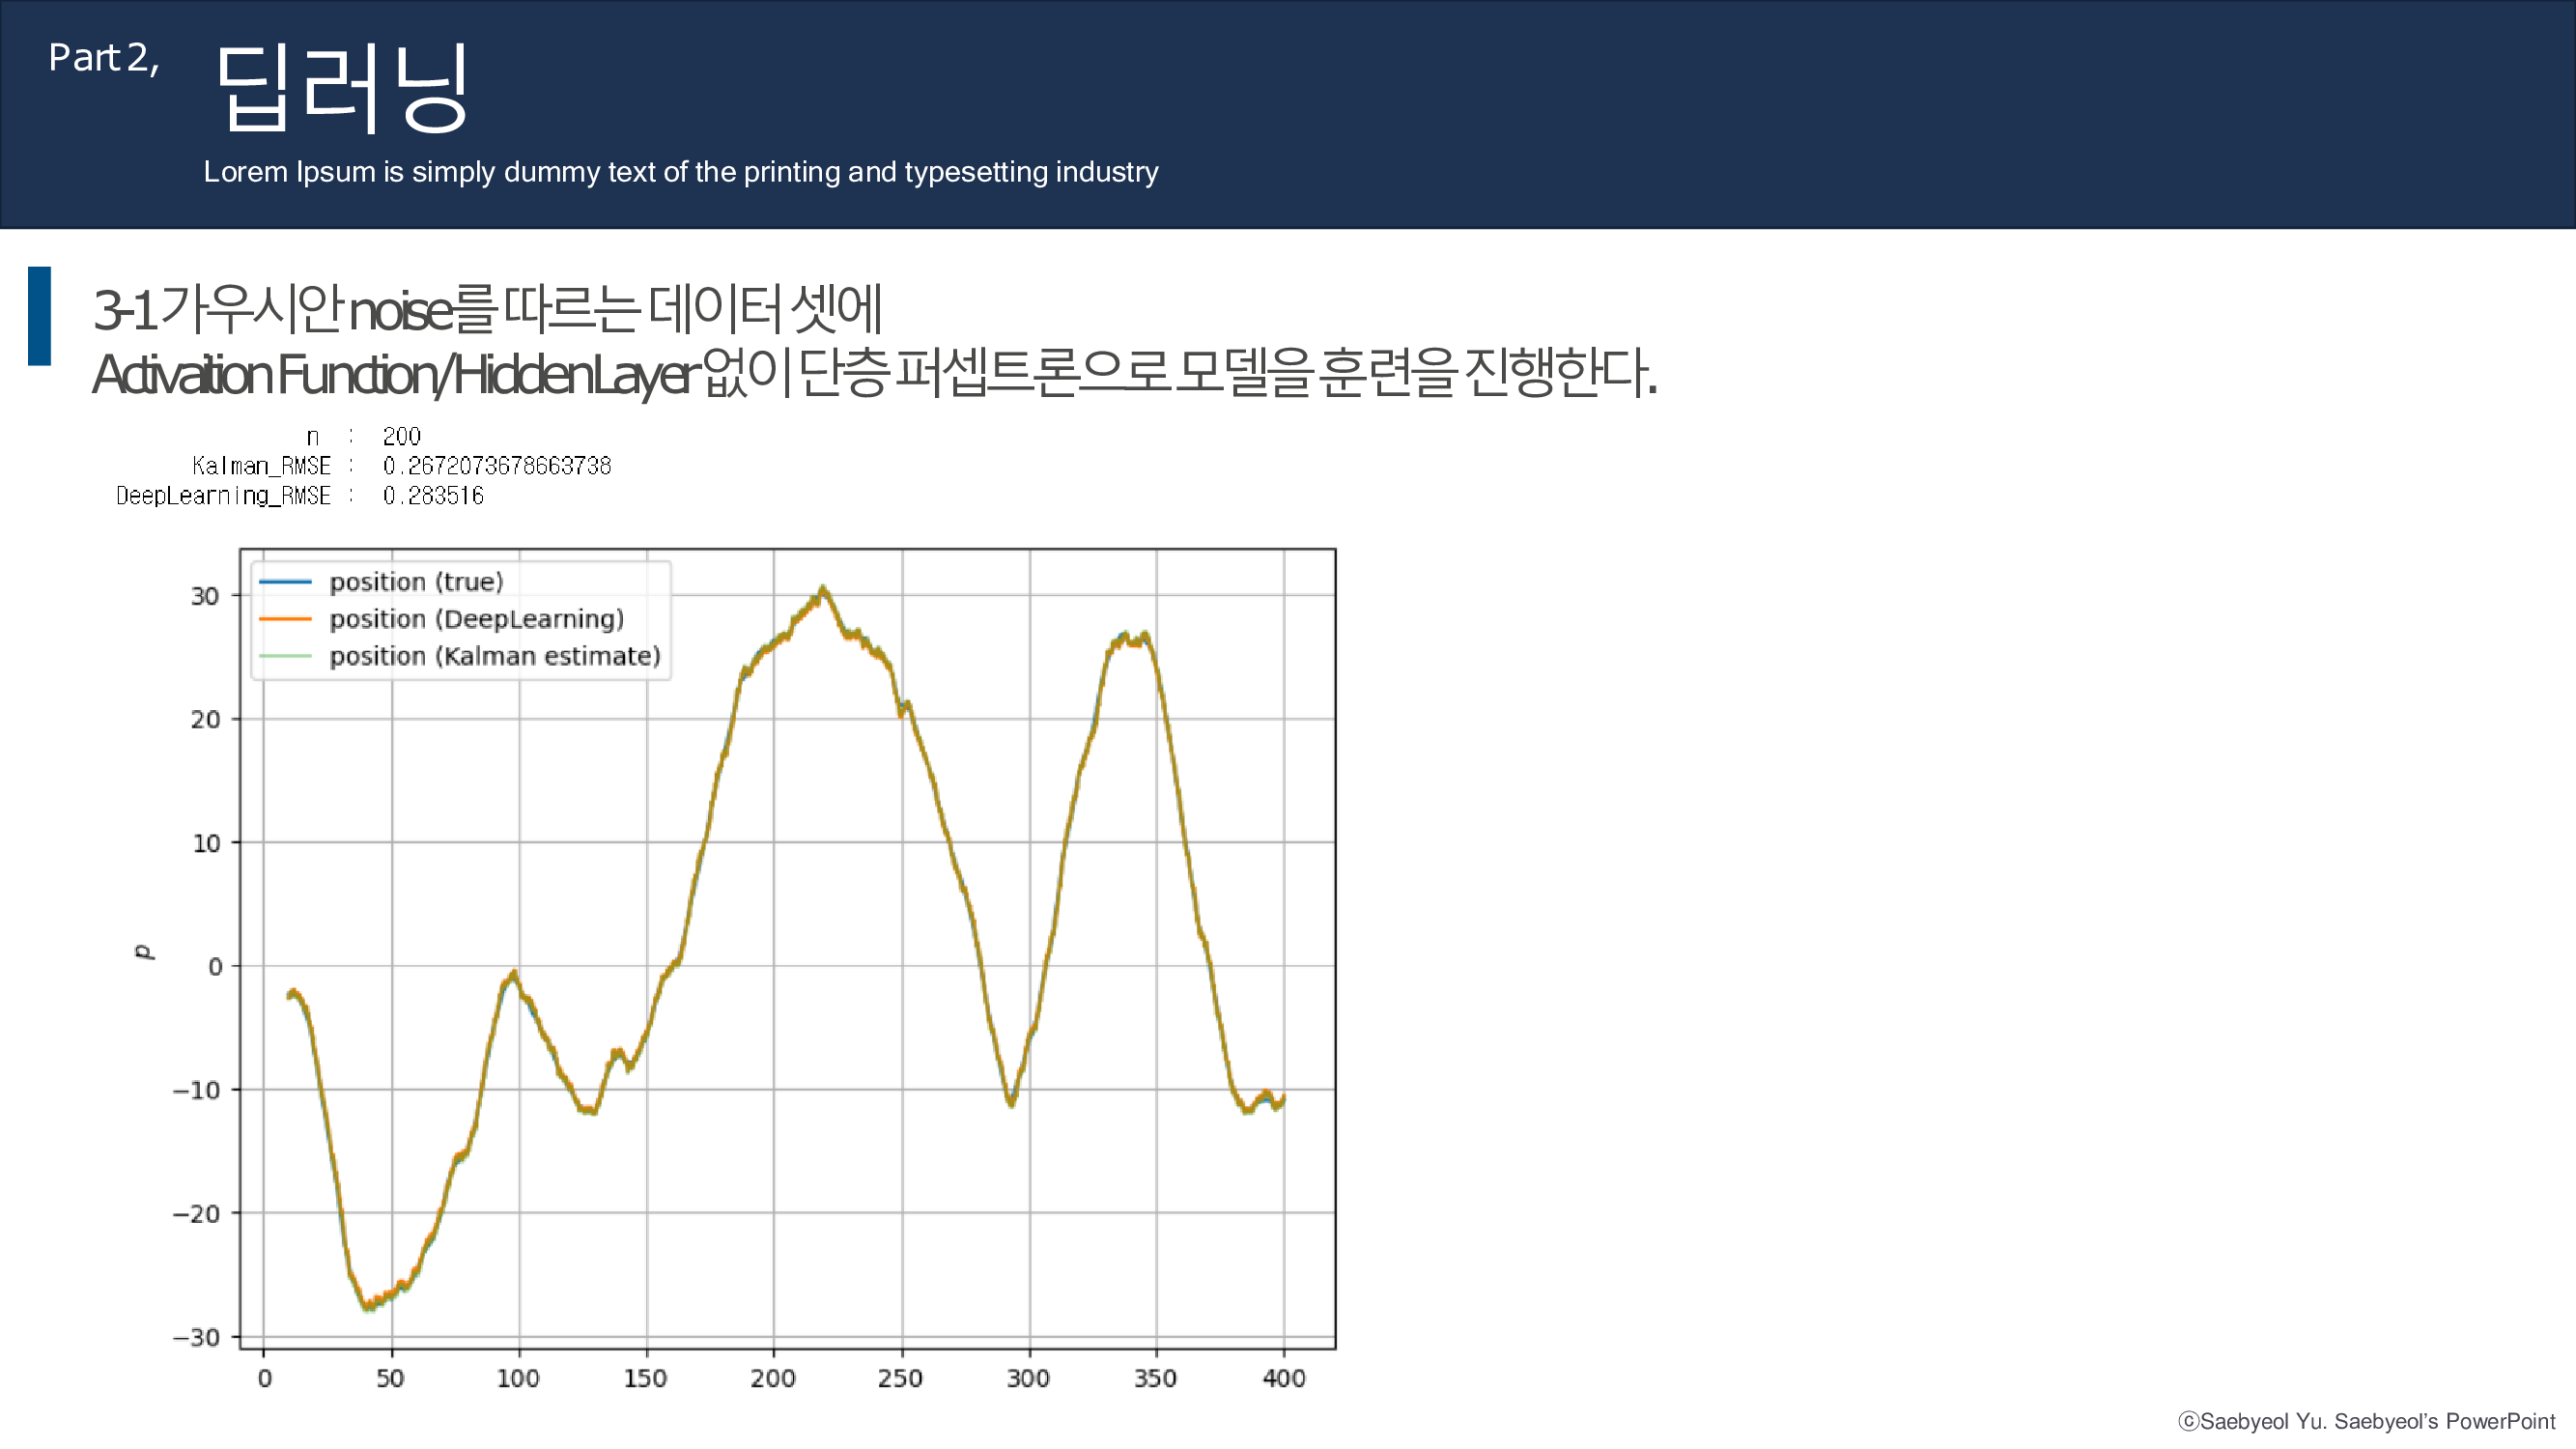 Part 2,
딥러닝
Lorem Ipsum is simply dummy text of the printing and typesetting industry
3-1 가우시안 noise를 따르는 데이터 셋에
Activaition Function/ Hidden Layer 없이 단층 퍼셉트론으로 모델을 훈련을 진행한다.
n : 200
Kalman_RMSE : 0.2672073678663738
DeepLearning_RMSE : 0.283516
position (true)
position (DeepLearning)
position (Kalman estimate)
30
20
10
0
−10
−20
−30
p
0 50 100 150 200 250 300 350 400
ⓒSaebyeol Yu. Saebyeol’s PowerPoint